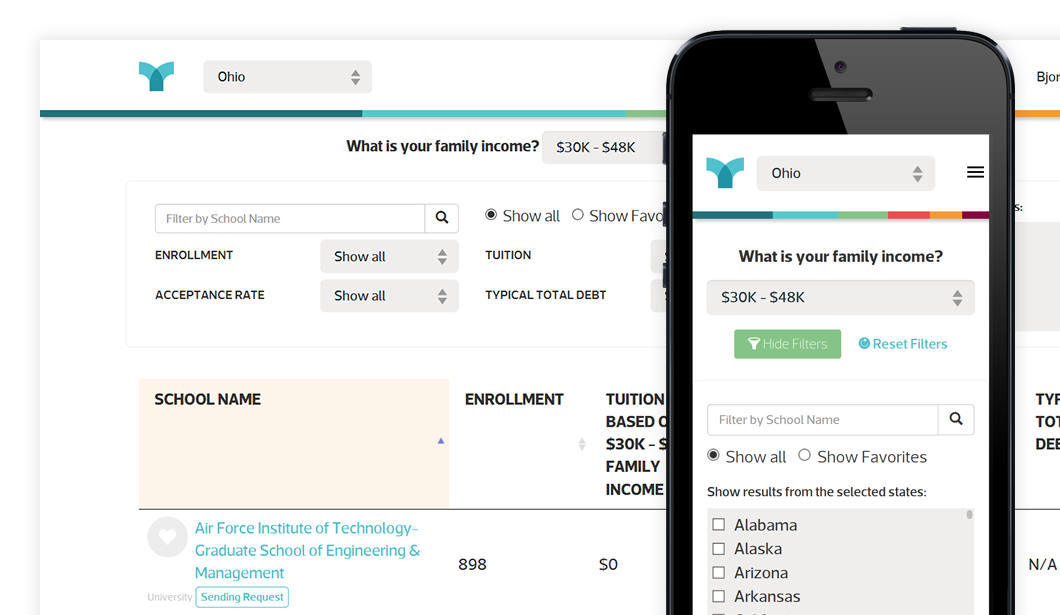 Ohio
Bjor
What is your family income? $30K - $48K
Filter by School Name
Show all Show Favo
s:
ENROLLMENT Show all TUITION
ACCEPTANCE RATE Show all TYPICAL TOTAL DEBT
SCHOOL NAME
ENROLLMENT
TUITION
BASED O
$30K - $
FAMILY
INCOME
TYP
TOT
DEE
Air Force Institute of Technology-
Graduate School of Engineering &
Management
University Sending Request
898
$0
N/A
Ohio
What is your family income?
$30K - $48K
Hide Filters Reset Filters
Filter by School Name
Show all Show Favorites
Show results from the selected states:
Alabama
Alaska
Arizona
Arkansas